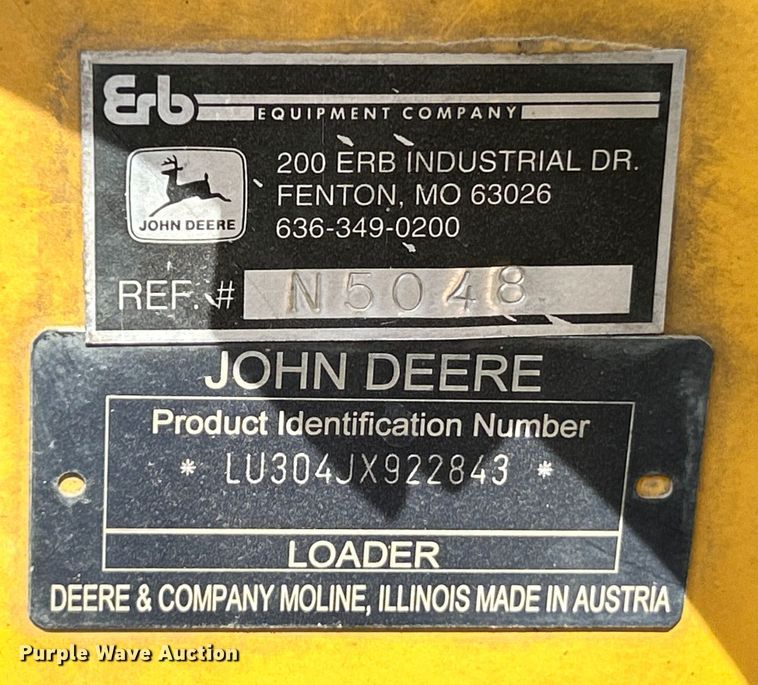 Erb
EQUIPMENT COMPANY
200 ERB INDUSTRIAL DR.
FENTON, MO 63026
636-349-0200
JOHN DEERE
REF. # N5048
JOHN DEERE
Product Identification Number
* LU304JX922843 *
LOADER
DEERE & COMPANY MOLINE, ILLINOIS MADE IN AUSTRIA
Purple Wave Auction